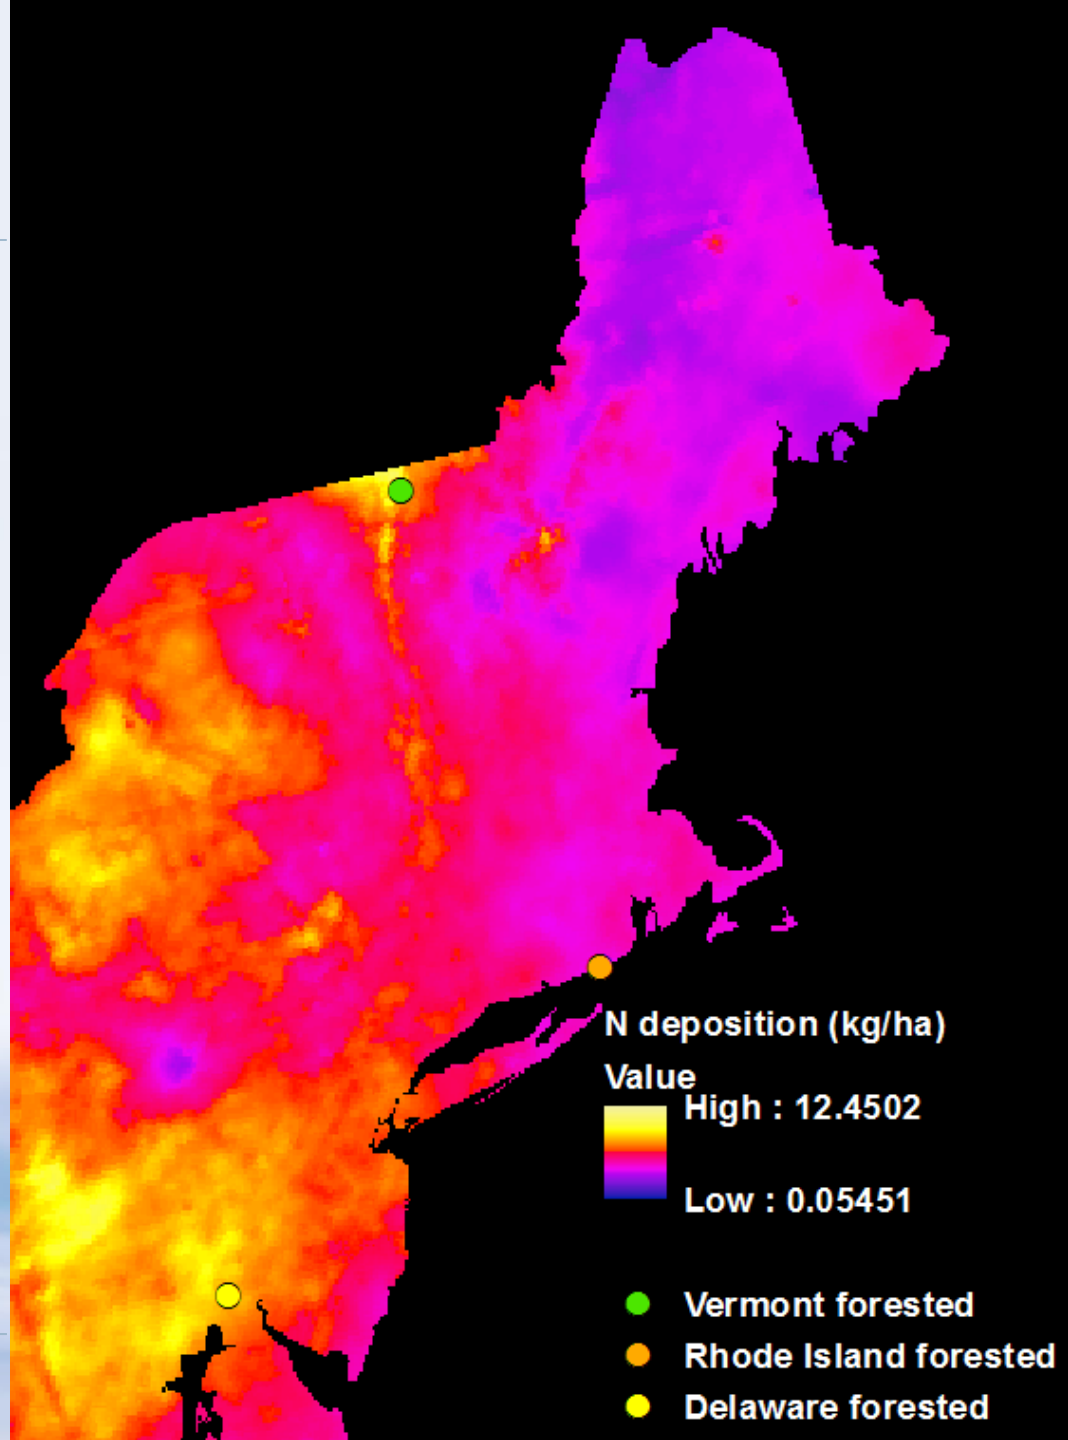 N deposition (kg/ha)
Value
High : 12.4502
Low : 0.05451
Vermont forested
Rhode Island forested
Delaware forested